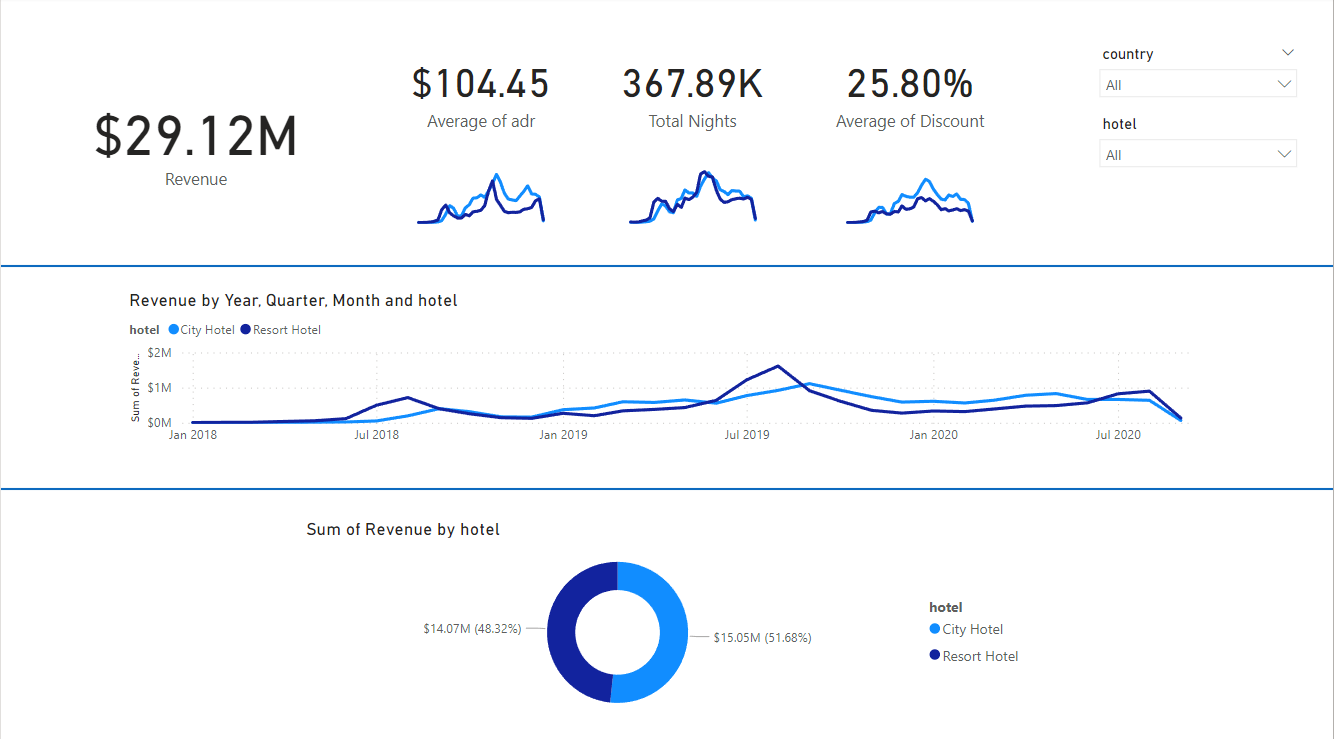 $29.12M
Revenue
$104.45
Average of adr
367.89K
Total Nights
25.80%
Average of Discount
country
All
hotel
All
Revenue by Year, Quarter, Month and hotel
hotel City Hotel Resort Hotel
Sum of Reve...
$2M
$1M
$0M
Jan 2018 Jul 2018 Jan 2019 Jul 2019 Jan 2020 Jul 2020
Sum of Revenue by hotel
$14.07M (48.32%)
$15.05M (51.68%)
hotel
City Hotel
Resort Hotel